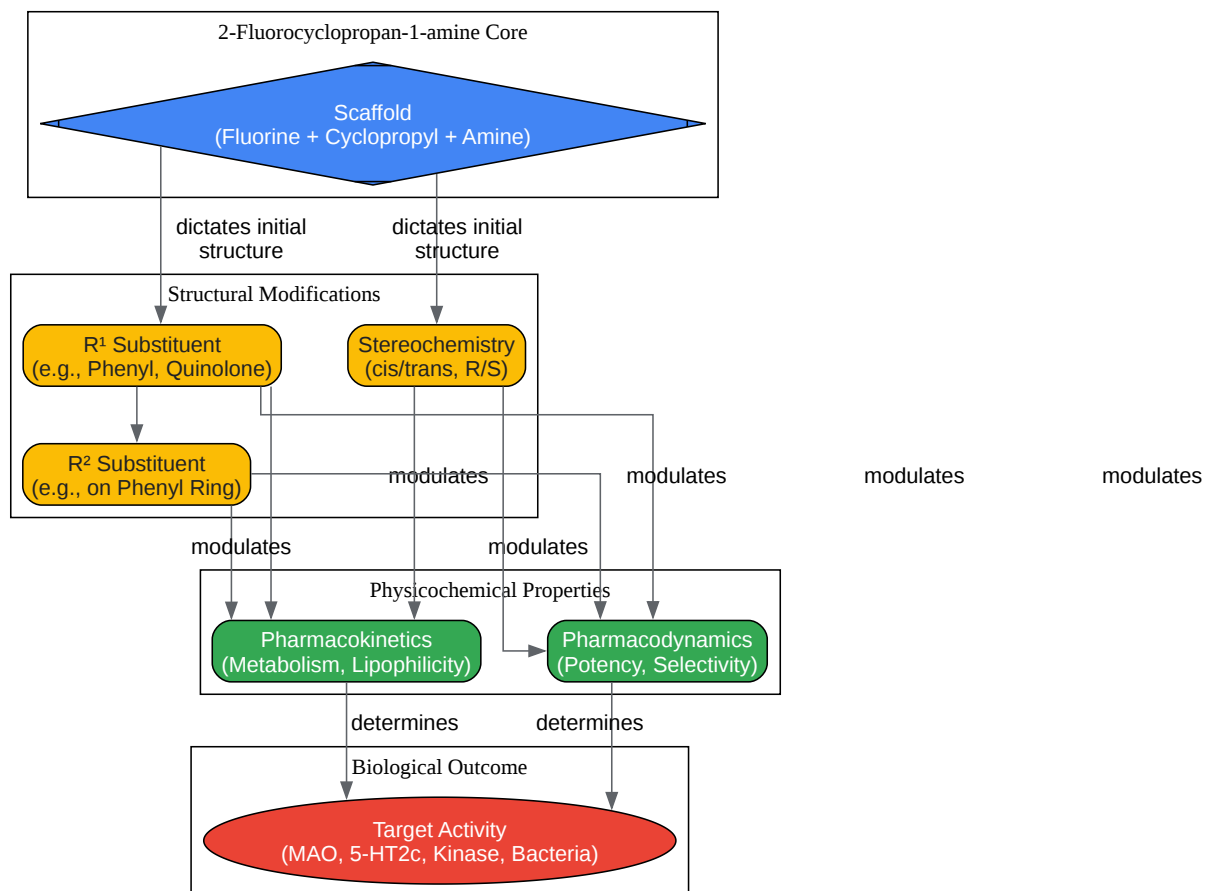 2-Fluorocyclopropan-1-amine Core
Scaffold
(Fluorine + Cyclopropyl + Amine)
dictates initial
structure
dictates initial
structure
Structural Modifications
R¹ Substituent
(e.g., Phenyl, Quinolone)
Stereochemistry
(cis/trans, R/S)
R² Substituent
(e.g., on Phenyl Ring)
modulates
modulates
modulates
modulates
modulates
modulates
Physicochemical Properties
Pharmacokinetics
(Metabolism, Lipophilicity)
Pharmacodynamics
(Potency, Selectivity)
determines
determines
Biological Outcome
Target Activity
(MAO, 5-HT2c, Kinase, Bacteria)